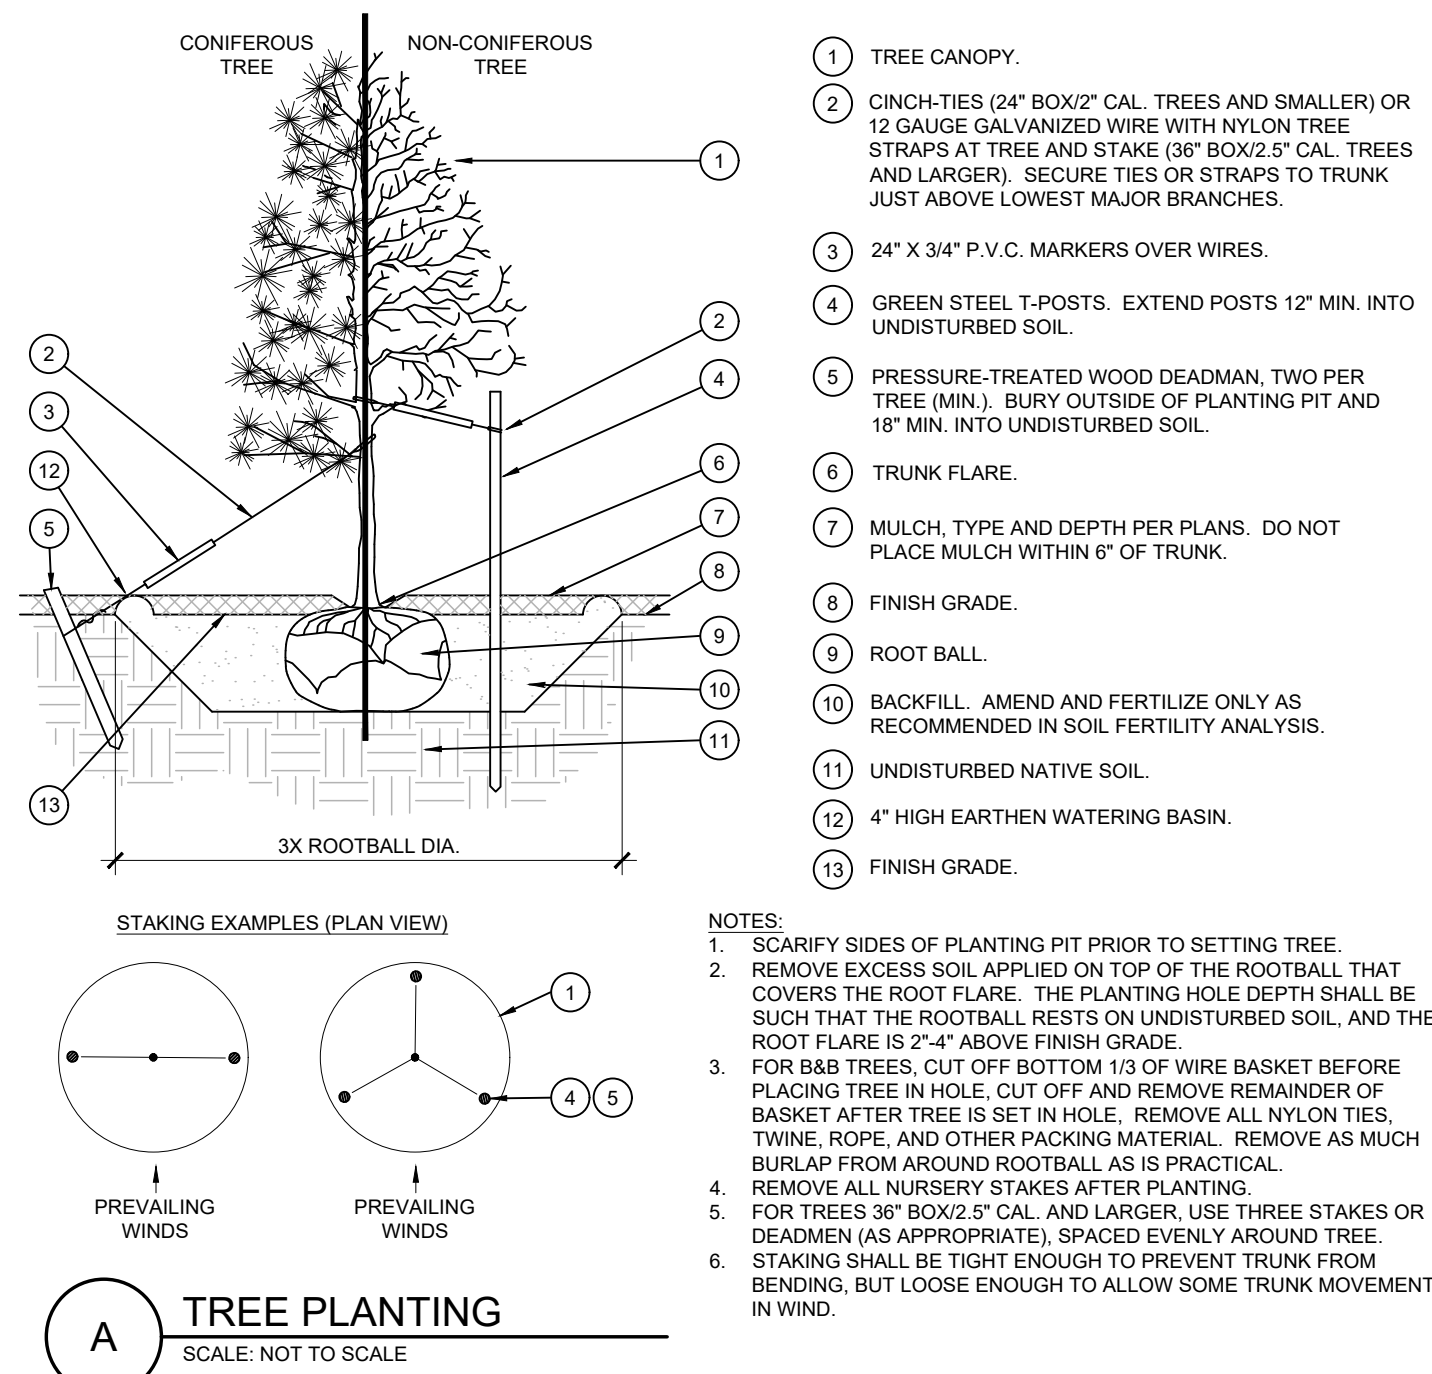 CONIFEROUS
TREE
NON-CONIFEROUS
TREE
1
2
4
6
7
8
9
10
11
2
3
12
5
13
3X ROOTBALL DIA.
1 TREE CANOPY.
2 CINCH-TIES (24" BOX/2" CAL. TREES AND SMALLER) OR
12 GAUGE GALVANIZED WIRE WITH NYLON TREE
STRAPS AT TREE AND STAKE (36" BOX/2.5" CAL. TREES
AND LARGER). SECURE TIES OR STRAPS TO TRUNK
JUST ABOVE LOWEST MAJOR BRANCHES.
3 24" X 3/4" P.V.C. MARKERS OVER WIRES.
4 GREEN STEEL T-POSTS. EXTEND POSTS 12" MIN. INTO
UNDISTURBED SOIL.
5 PRESSURE-TREATED WOOD DEADMAN, TWO PER
TREE (MIN.). BURY OUTSIDE OF PLANTING PIT AND
18" MIN. INTO UNDISTURBED SOIL.
6 TRUNK FLARE.
7 MULCH, TYPE AND DEPTH PER PLANS. DO NOT
PLACE MULCH WITHIN 6" OF TRUNK.
8 FINISH GRADE.
9 ROOT BALL.
10 BACKFILL. AMEND AND FERTILIZE ONLY AS
RECOMMENDED IN SOIL FERTILITY ANALYSIS.
11 UNDISTURBED NATIVE SOIL.
12 4" HIGH EARTHEN WATERING BASIN.
13 FINISH GRADE.
STAKING EXAMPLES (PLAN VIEW)
1
4 5
PREVAILING
WINDS
PREVAILING
WINDS
NOTES:
1. SCARIFY SIDES OF PLANTING PIT PRIOR TO SETTING TREE.
2. REMOVE EXCESS SOIL APPLIED ON TOP OF THE ROOTBALL THAT
COVERS THE ROOT FLARE. THE PLANTING HOLE DEPTH SHALL BE
SUCH THAT THE ROOTBALL RESTS ON UNDISTURBED SOIL, AND THE
ROOT FLARE IS 2"-4" ABOVE FINISH GRADE.
3. FOR B&B TREES, CUT OFF BOTTOM 1/3 OF WIRE BASKET BEFORE
PLACING TREE IN HOLE, CUT OFF AND REMOVE REMAINDER OF
BASKET AFTER TREE IS SET IN HOLE, REMOVE ALL NYLON TIES,
TWINE, ROPE, AND OTHER PACKING MATERIAL. REMOVE AS MUCH
BURLAP FROM AROUND ROOTBALL AS IS PRACTICAL.
4. REMOVE ALL NURSERY STAKES AFTER PLANTING.
5. FOR TREES 36" BOX/2.5" CAL. AND LARGER, USE THREE STAKES OR
DEADMEN (AS APPROPRIATE), SPACED EVENLY AROUND TREE.
6. STAKING SHALL BE TIGHT ENOUGH TO PREVENT TRUNK FROM
BENDING, BUT LOOSE ENOUGH TO ALLOW SOME TRUNK MOVEMENT
IN WIND.
A
TREE PLANTING
SCALE: NOT TO SCALE